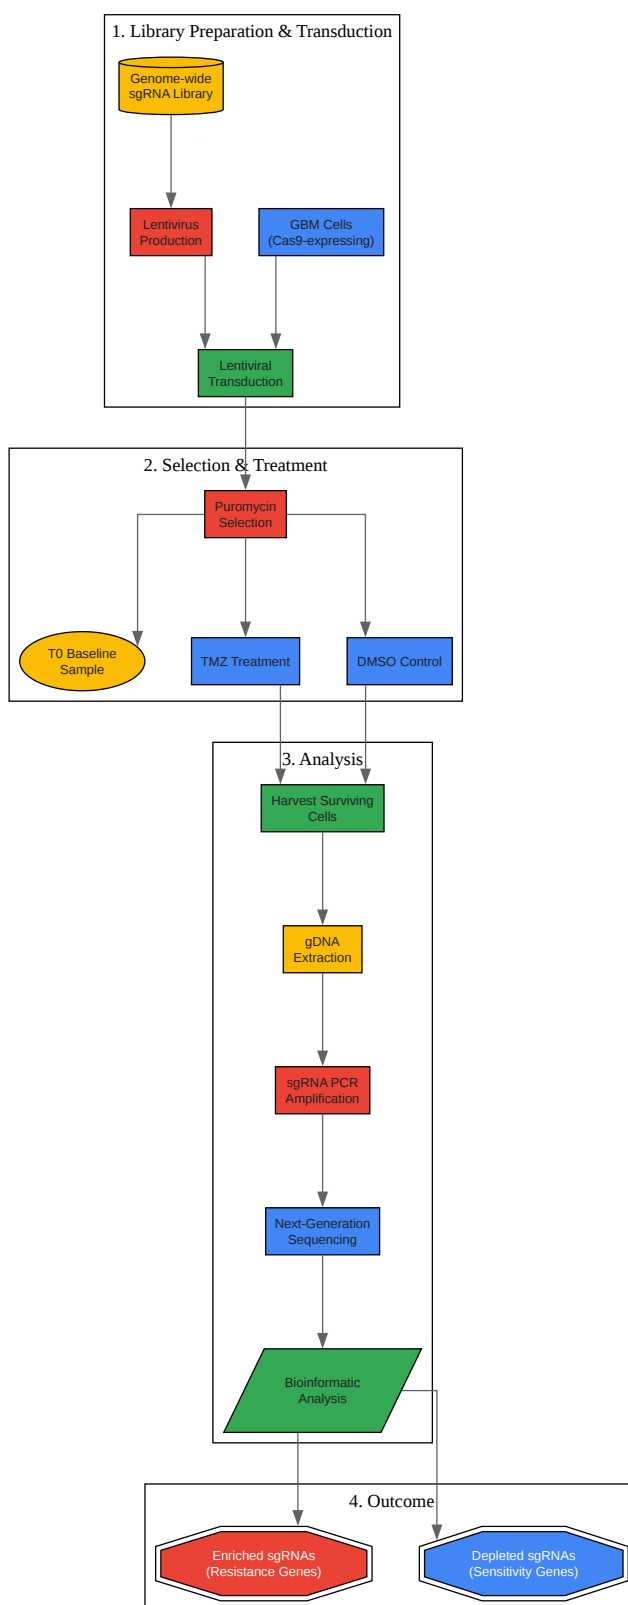 1. Library Preparation & Transduction
Genome-wide
sgRNA Library
Lentivirus
Production
GBM Cells
(Cas9-expressing)
Lentiviral
Transduction
2. Selection & Treatment
Puromycin
Selection
T0 Baseline
Sample
TMZ Treatment
DMSO Control
3. Analysis
Harvest Surviving
Cells
gDNA
Extraction
sgRNA PCR
Amplification
Next-Generation
Sequencing
Bioinformatic
Analysis
4. Outcome
Enriched sgRNAs
(Resistance Genes)
Depleted sgRNAs
(Sensitivity Genes)